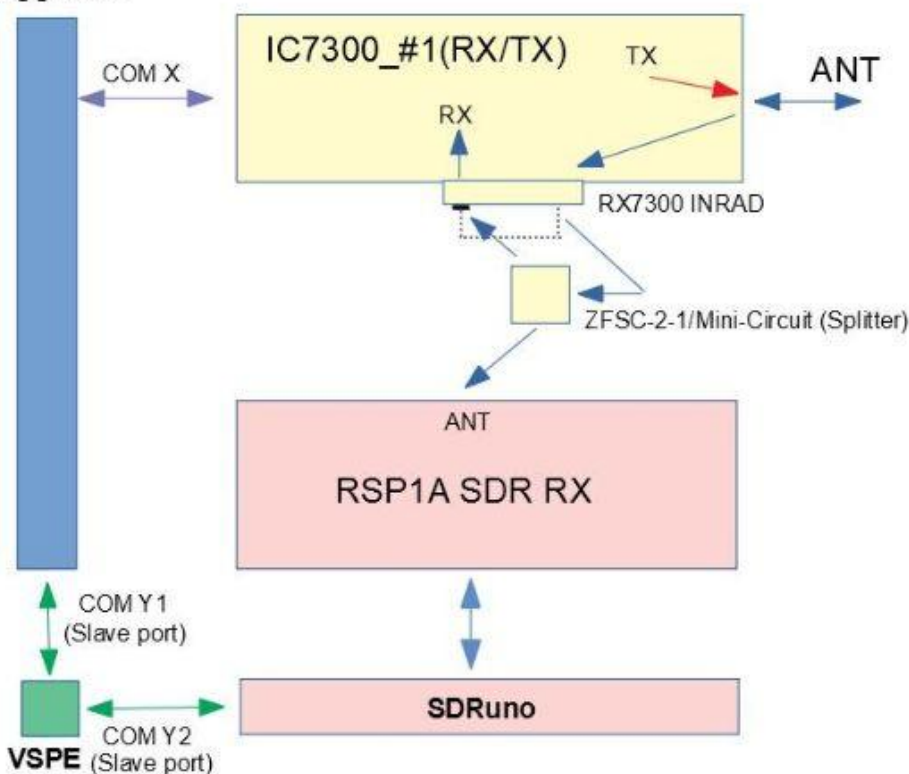 IC7300_#1(RX/TX)
TX
ANT
COM X
RX
RX7300 INRAD
ZFSC-2-1/Mini-Circuit (Splitter)
ANT
RSP1A SDR RX
COM Y1
(Slave port)
SDRuno
COM Y2
VSPE (Slave port)